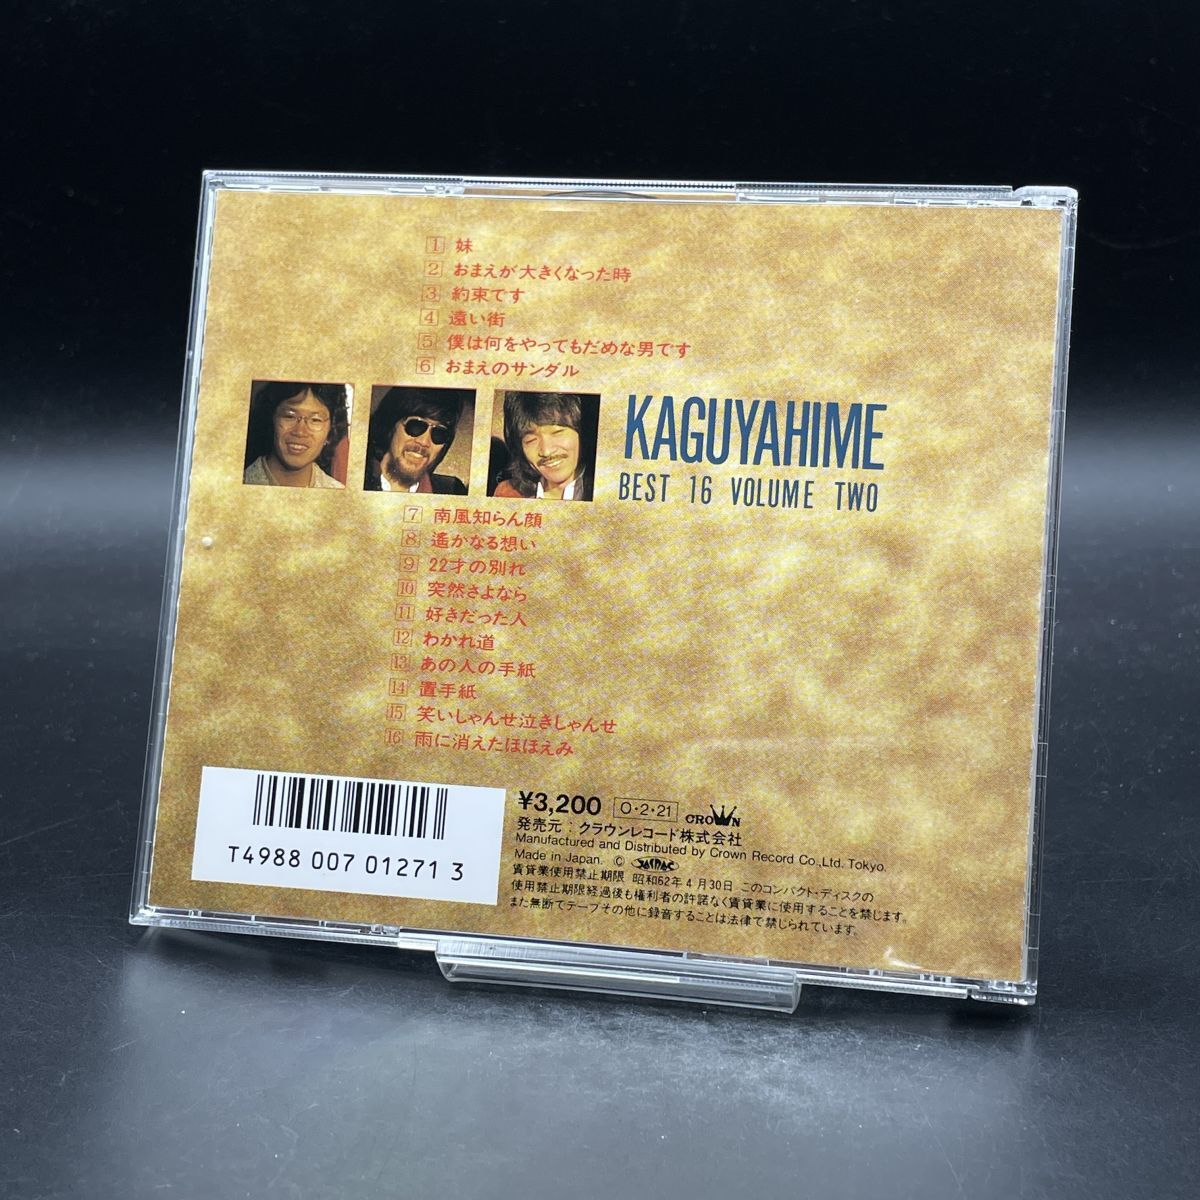 1 妹
2 おまえが大きくなった時
3 約束です
4 遠い街
5 僕は何をやってもだめな男です
6 おまえのサンダル
KAGUYAHIME
BEST 16 VOLUME TWO
7 南風知らん顔
8 遙かなる想い
9 22才の別れ
10 突然さよなら
11 好きだった人
12 わかれ道
13 あの人の手紙
14 置手紙
15 笑いしゃんせ泣きしゃんせ
16 雨に消えたほほえみ
T4988 007 01271 3
¥3,200 O・2・21 CROWN
発売元：クラウンレコード株式会社
Manufactured and Distributed by Crown Record Co.,Ltd. Tokyo.
Made in Japan. Ⓒ JASRAC
賃貸業使用禁止期限 昭和62年4月30日 このコンパクト・ディスクの
使用禁止期限経過後も権利者の許諾なく賃貸業に使用することを禁じます。
また無断でテープその他に録音することは法律で禁じられています。